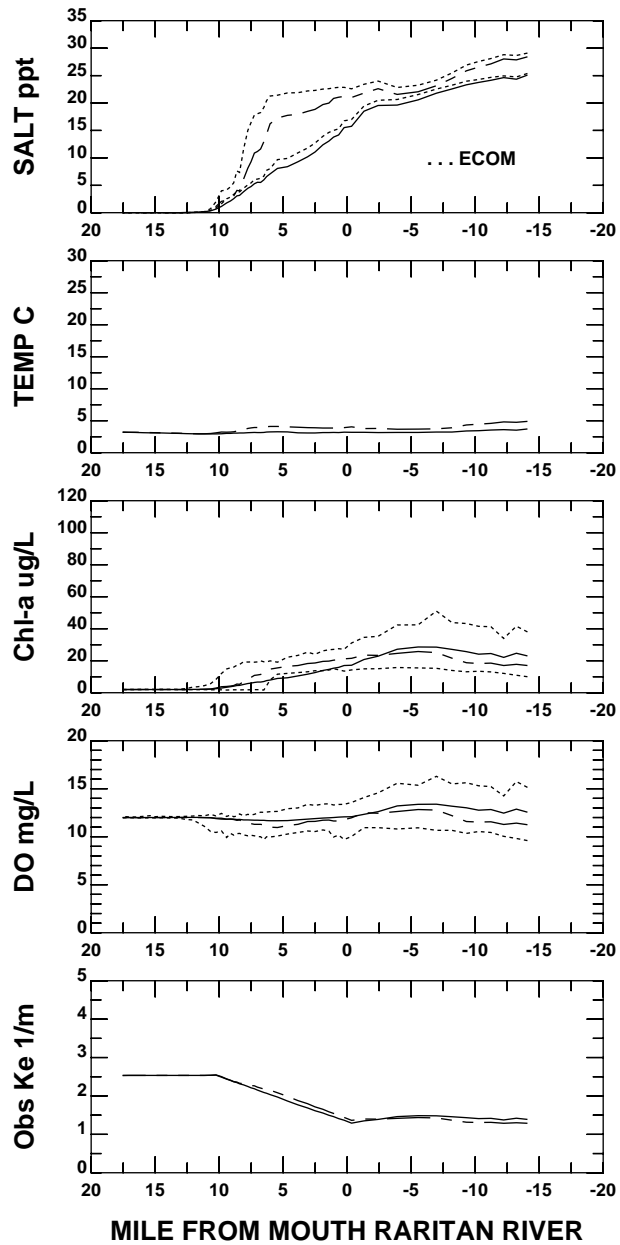 SALT ppt
35
30
25
20
15
10
5
0
. . . ECOM
20 15 10 5 0 -5 -10 -15 -20
TEMP C
30
25
20
15
10
5
0
20 15 10 5 0 -5 -10 -15 -20
Chl-a ug/L
120
100
80
60
40
20
0
20 15 10 5 0 -5 -10 -15 -20
DO mg/L
20
15
10
5
0
20 15 10 5 0 -5 -10 -15 -20
Obs Ke 1/m
5
4
3
2
1
0
20 15 10 5 0 -5 -10 -15 -20
MILE FROM MOUTH RARITAN RIVER